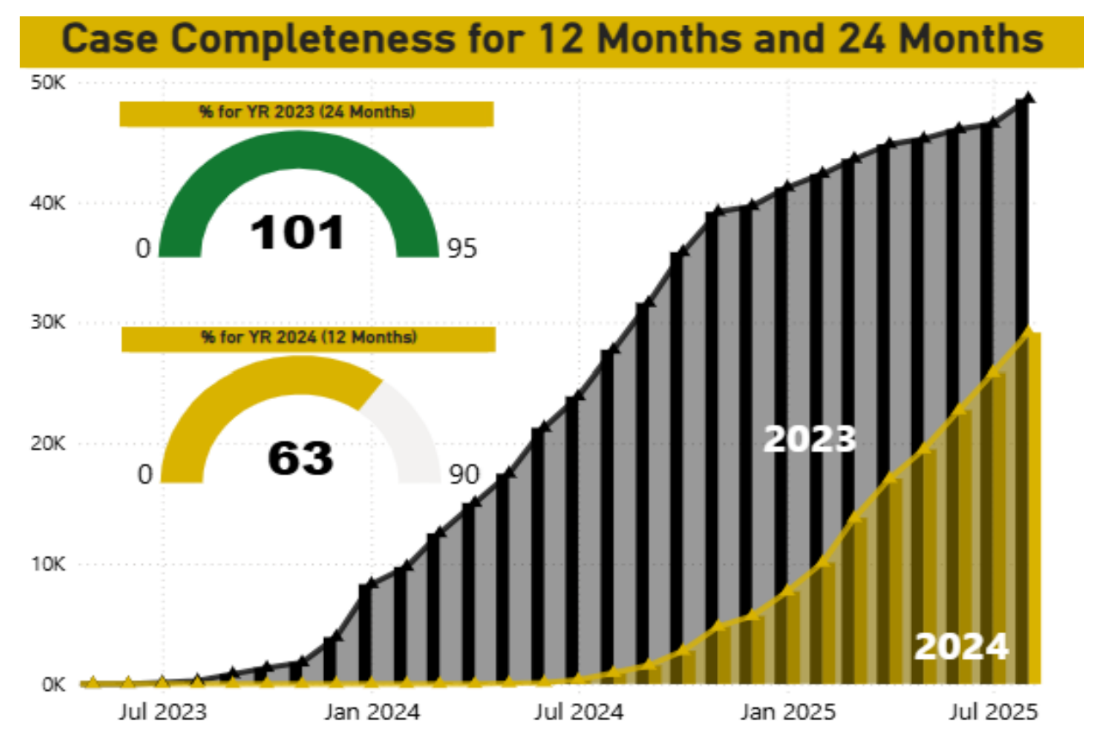 Case Completeness for 12 Months and 24 Months
50K
% for YR 2023 (24 Months)
101
0
95
40K
30K
% for YR 2024 (12 Months)
63
0
90
20K
2023
10K
2024
0K
Jul 2023
Jan 2024
Jul 2024
Jan 2025
Jul 2025